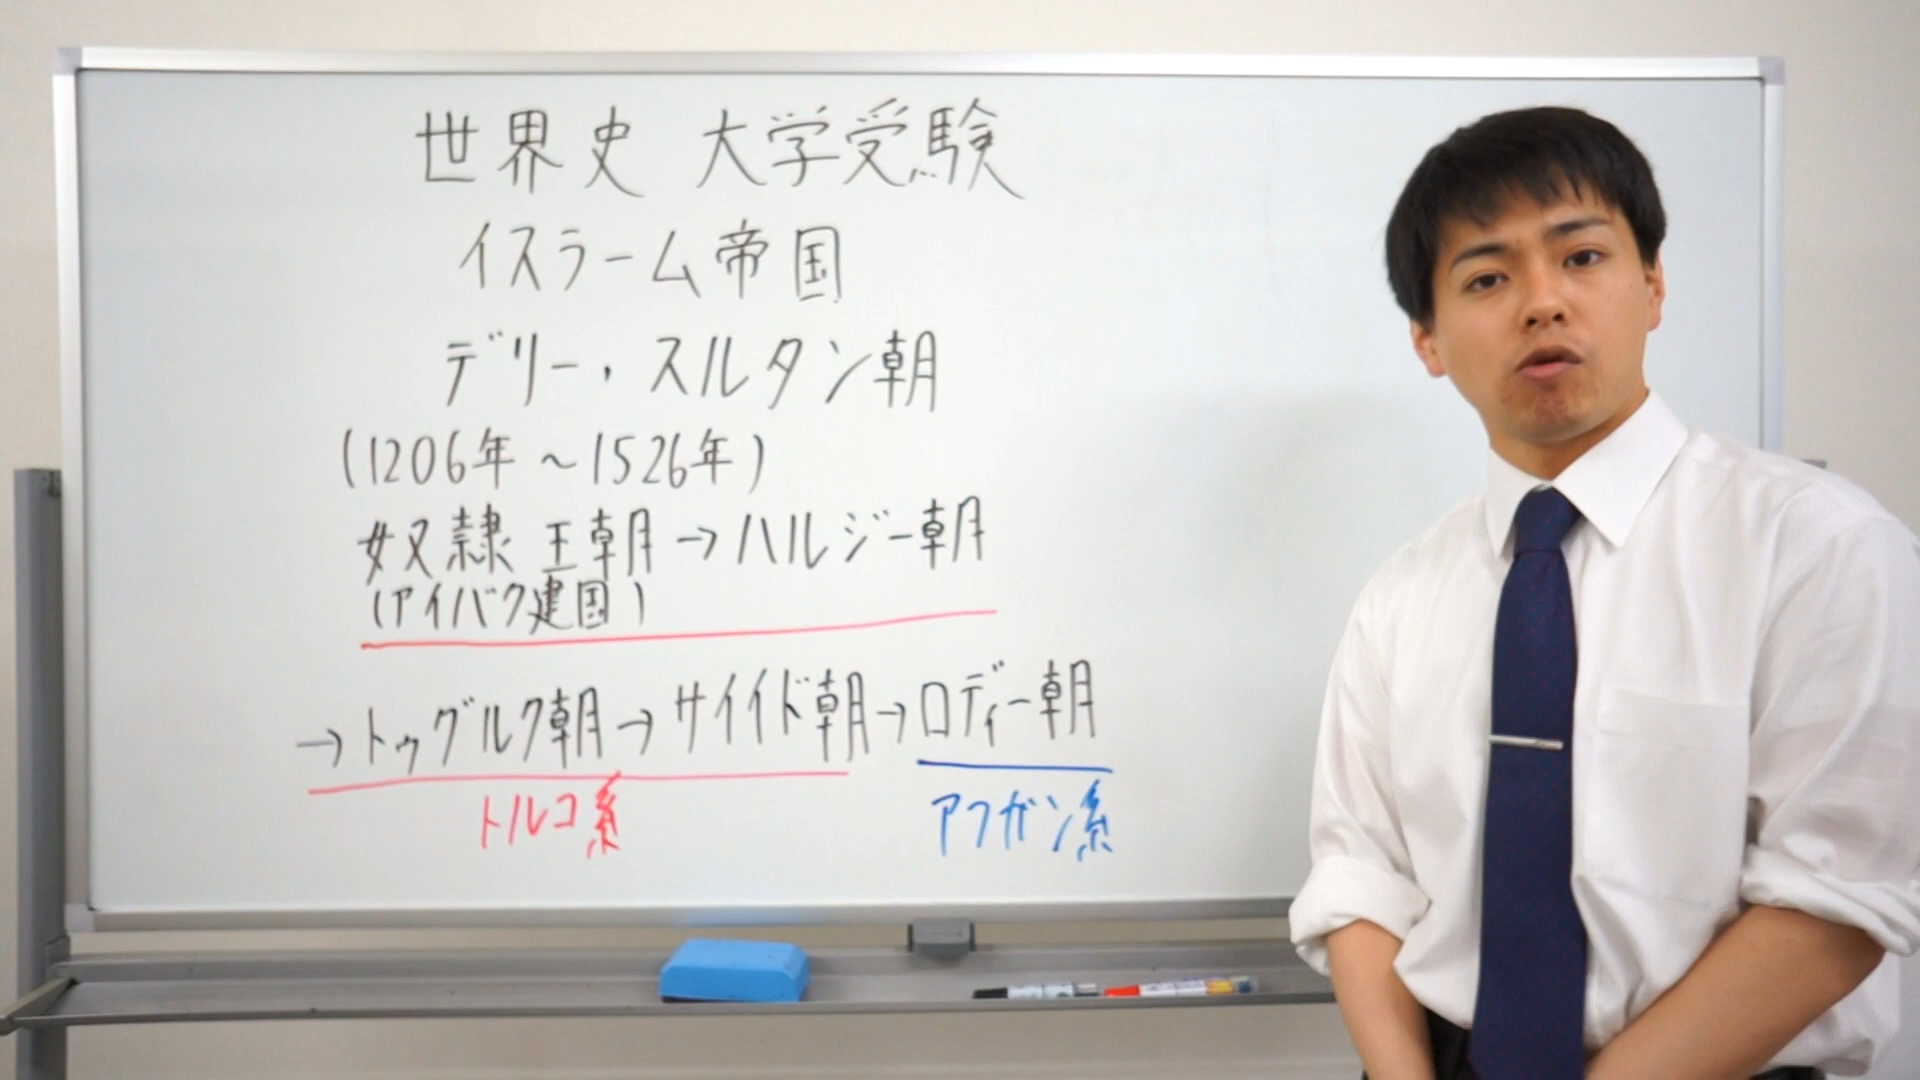 世界史 大学受験
イスラーム帝国
デリー・スルタン朝
(1206年～1526年)
奴隷王朝→ハルジー朝
(アイバク建国)
→トゥグルク朝→サイイド朝→ロディー朝
トルコ系 アフガン系